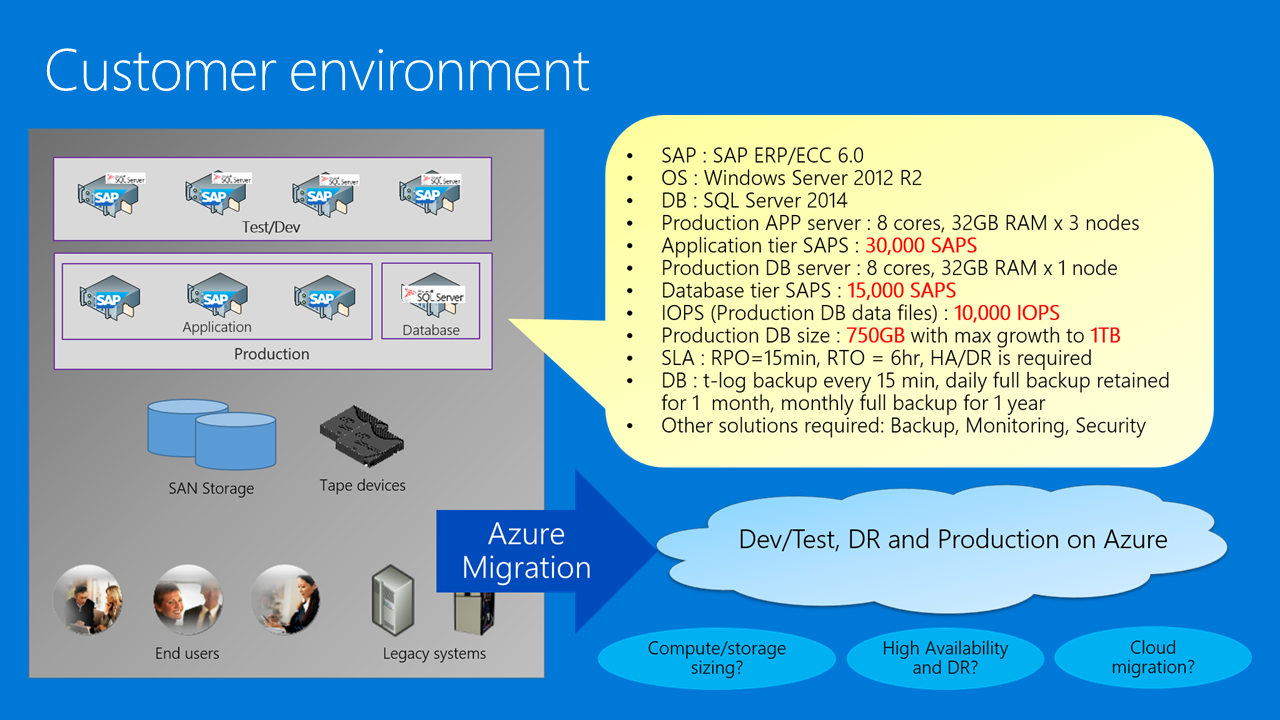 Customer environment
SQL Server
SQL Server
SQL Server
SQL Server
SAP
SAP
SAP
SAP
Test/Dev
SAP
SAP
SAP
SQL Server
Application
Database
Production
SAN Storage
Tape devices
End users
Legacy systems
• SAP : SAP ERP/ECC 6.0
• OS : Windows Server 2012 R2
• DB : SQL Server 2014
• Production APP server : 8 cores, 32GB RAM x 3 nodes
• Application tier SAPS : 30,000 SAPS
• Production DB server : 8 cores, 32GB RAM x 1 node
• Database tier SAPS : 15,000 SAPS
• IOPS (Production DB data files) : 10,000 IOPS
• Production DB size : 750GB with max growth to 1TB
• SLA : RPO=15min, RTO = 6hr, HA/DR is required
• DB : t-log backup every 15 min, daily full backup retained
for 1 month, monthly full backup for 1 year
• Other solutions required: Backup, Monitoring, Security
Azure
Migration
Dev/Test, DR and Production on Azure
Compute/storage
sizing?
High Availability
and DR?
Cloud
migration?